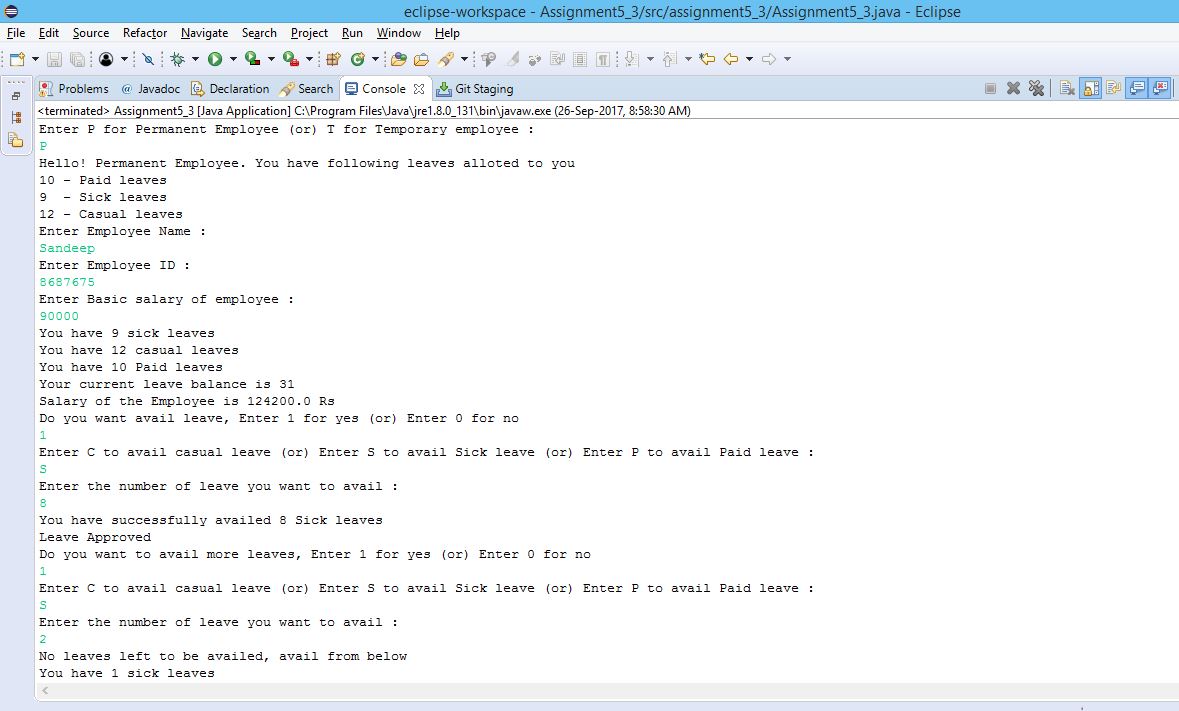 eclipse-workspace - Assignment5_3/src/assignment5_3/Assignment5_3.java - Eclipse
File Edit Source Refactor Navigate Search Project Run Window Help
Problems @ Javadoc Declaration Search Console Git Staging
<terminated> Assignment5_3 [Java Application] C:\Program Files\Java\jre1.8.0_131\bin\javaw.exe (26-Sep-2017, 8:58:30 AM)
Enter P for Permanent Employee (or) T for Temporary employee :
P
Hello! Permanent Employee. You have following leaves alloted to you
10 - Paid leaves
9  - Sick leaves
12 - Casual leaves
Enter Employee Name :
Sandeep
Enter Employee ID :
8687675
Enter Basic salary of employee :
90000
You have 9 sick leaves
You have 12 casual leaves
You have 10 Paid leaves
Your current leave balance is 31
Salary of the Employee is 124200.0 Rs
Do you want avail leave, Enter 1 for yes (or) Enter 0 for no
1
Enter C to avail casual leave (or) Enter S to avail Sick leave (or) Enter P to avail Paid leave :
S
Enter the number of leave you want to avail :
8
You have successfully availed 8 Sick leaves
Leave Approved
Do you want to avail more leaves, Enter 1 for yes (or) Enter 0 for no
1
Enter C to avail casual leave (or) Enter S to avail Sick leave (or) Enter P to avail Paid leave :
S
Enter the number of leave you want to avail :
2
No leaves left to be availed, avail from below
You have 1 sick leaves